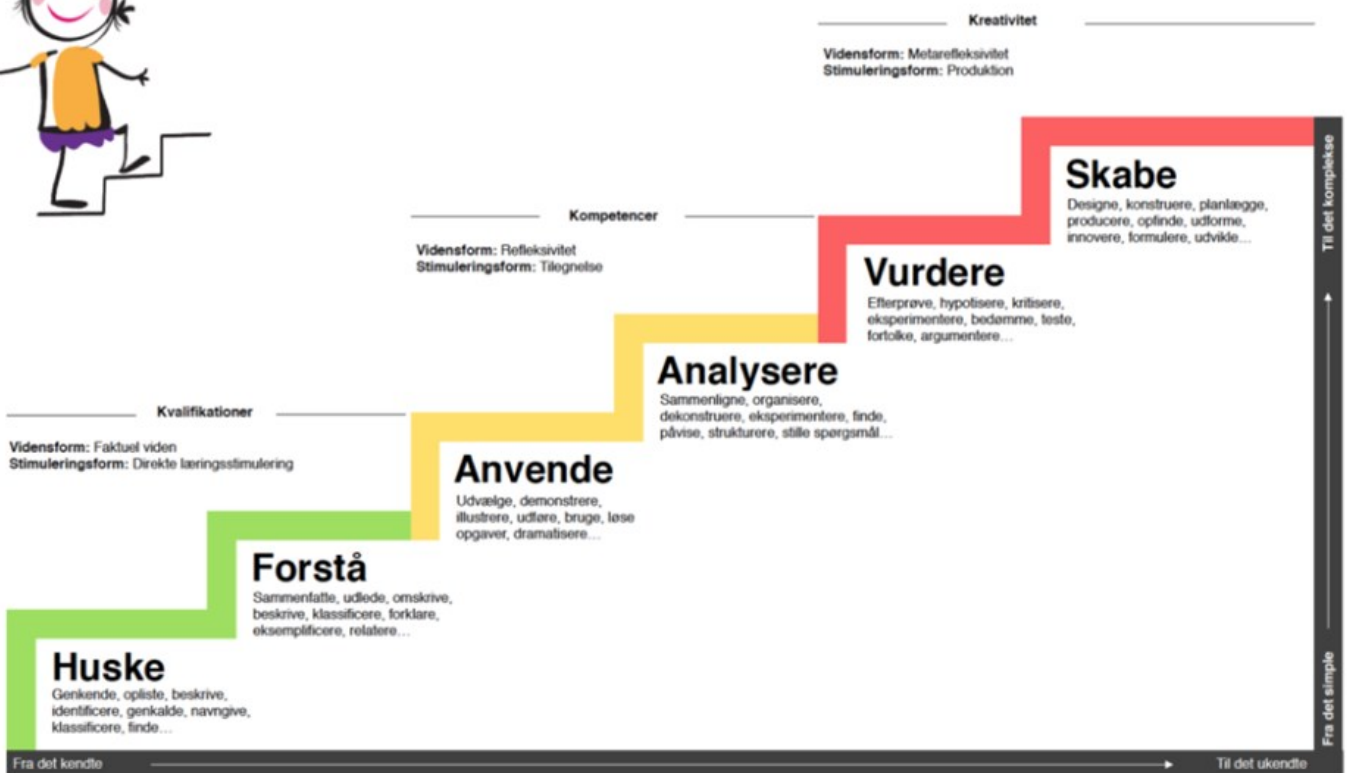 Kreativitet
Vidensform: Metarefleksivitet
Stimuleringsform: Produktion
Skabe
Designe, konstruere, planlægge,
producere, opfinde, udforme,
innovere, formulere, udvikle...
Kompetencer
Vidensform: Refleksivitet
Stimuleringsform: Tilegnelse
Vurdere
Efterprøve, hypotisere, kritisere,
eksperimentere, bedømme, teste,
fortolke, argumentere...
Analysere
Sammenligne, organisere,
dekonstruere, eksperimentere, finde,
påvise, strukturere, stille spørgsmål...
Kvalifikationer
Vidensform: Faktuel viden
Stimuleringsform: Direkte læringsstimulering
Anvende
Udvælge, demonstrere,
illustrere, udføre, bruge, løse
opgaver, dramatisere...
Forstå
Sammenfatte, udlede, omskrive,
beskrive, klassificere, forklare,
eksemplificere, relatere...
Huske
Genkende, opliste, beskrive,
identificere, genkalde, navngive,
klassificere, finde...
Fra det kendte
Til det ukendte
Fra det simple
Til det komplekse